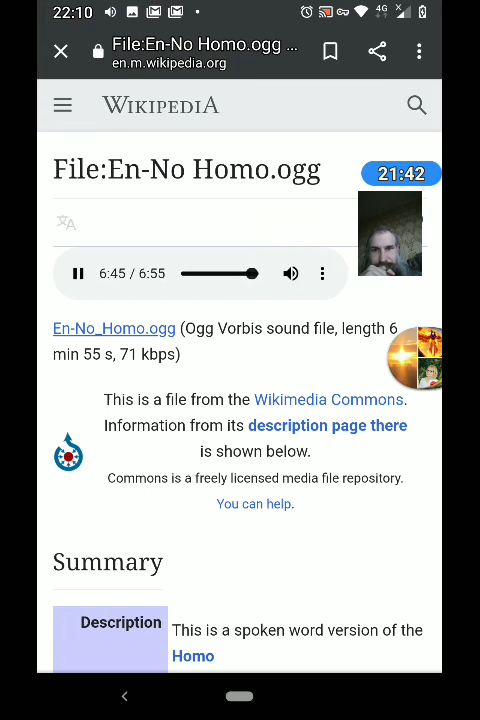 22:10
4G
File:En-No Homo.ogg ...
en.m.wikipedia.org
WIKIPEDIA
File:En-No Homo.ogg
21:42
6:45 / 6:55
En-No_Homo.ogg (Ogg Vorbis sound file, length 6
min 55 s, 71 kbps)
This is a file from the Wikimedia Commons.
Information from its description page there
is shown below.
Commons is a freely licensed media file repository.
You can help.
Summary
Description
This is a spoken word version of the
Homo